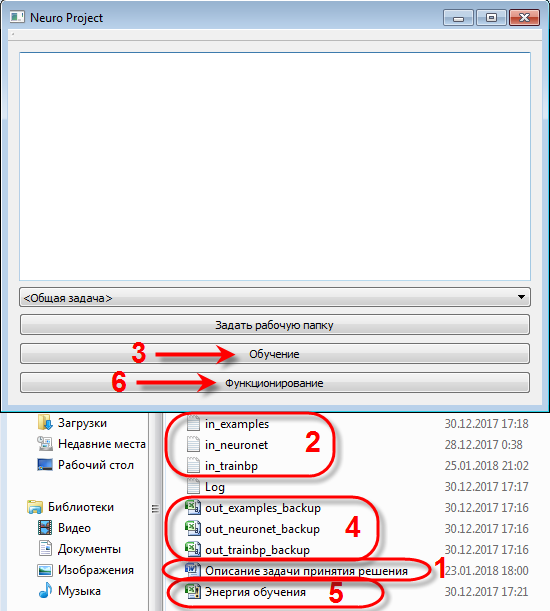 Neuro Project
<Общая задача>
Задать рабочую папку
3 Обучение
6 Функционирование
Загрузки
Недавние места
Рабочий стол
Библиотеки
Видео
Документы
Изображения
Музыка
in_examples 30.12.2017 17:18
in_neuronet 28.12.2017 0:38
in_trainbp 25.01.2018 21:02
2
Log 30.12.2017 17:17
out_examples_backup 30.12.2017 17:16
out_neuronet_backup 30.12.2017 17:16
out_trainbp_backup 30.12.2017 17:16
4
Описание задачи принятия решения 1 23.01.2018 18:00
Энергия обучения 5 30.12.2017 17:21